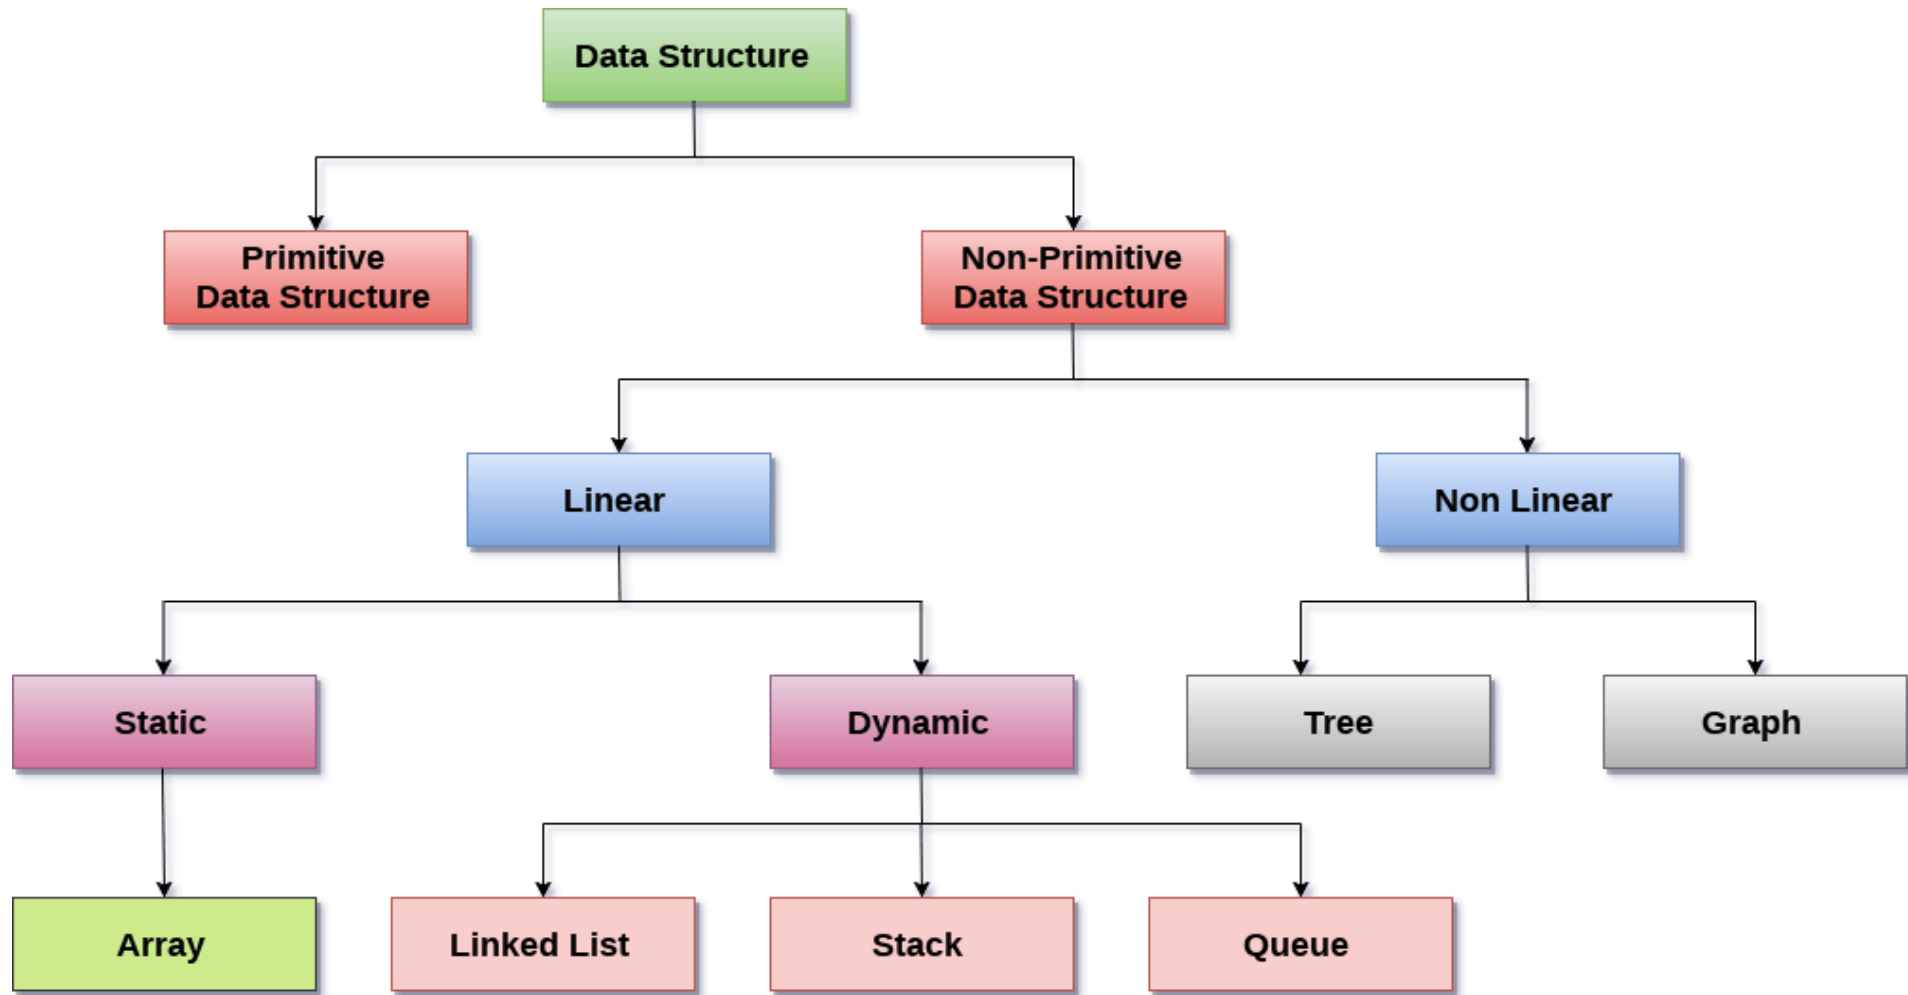 Data Structure
Primitive
Data Structure
Non-Primitive
Data Structure
Linear
Non Linear
Static
Dynamic
Tree
Graph
Array
Linked List
Stack
Queue